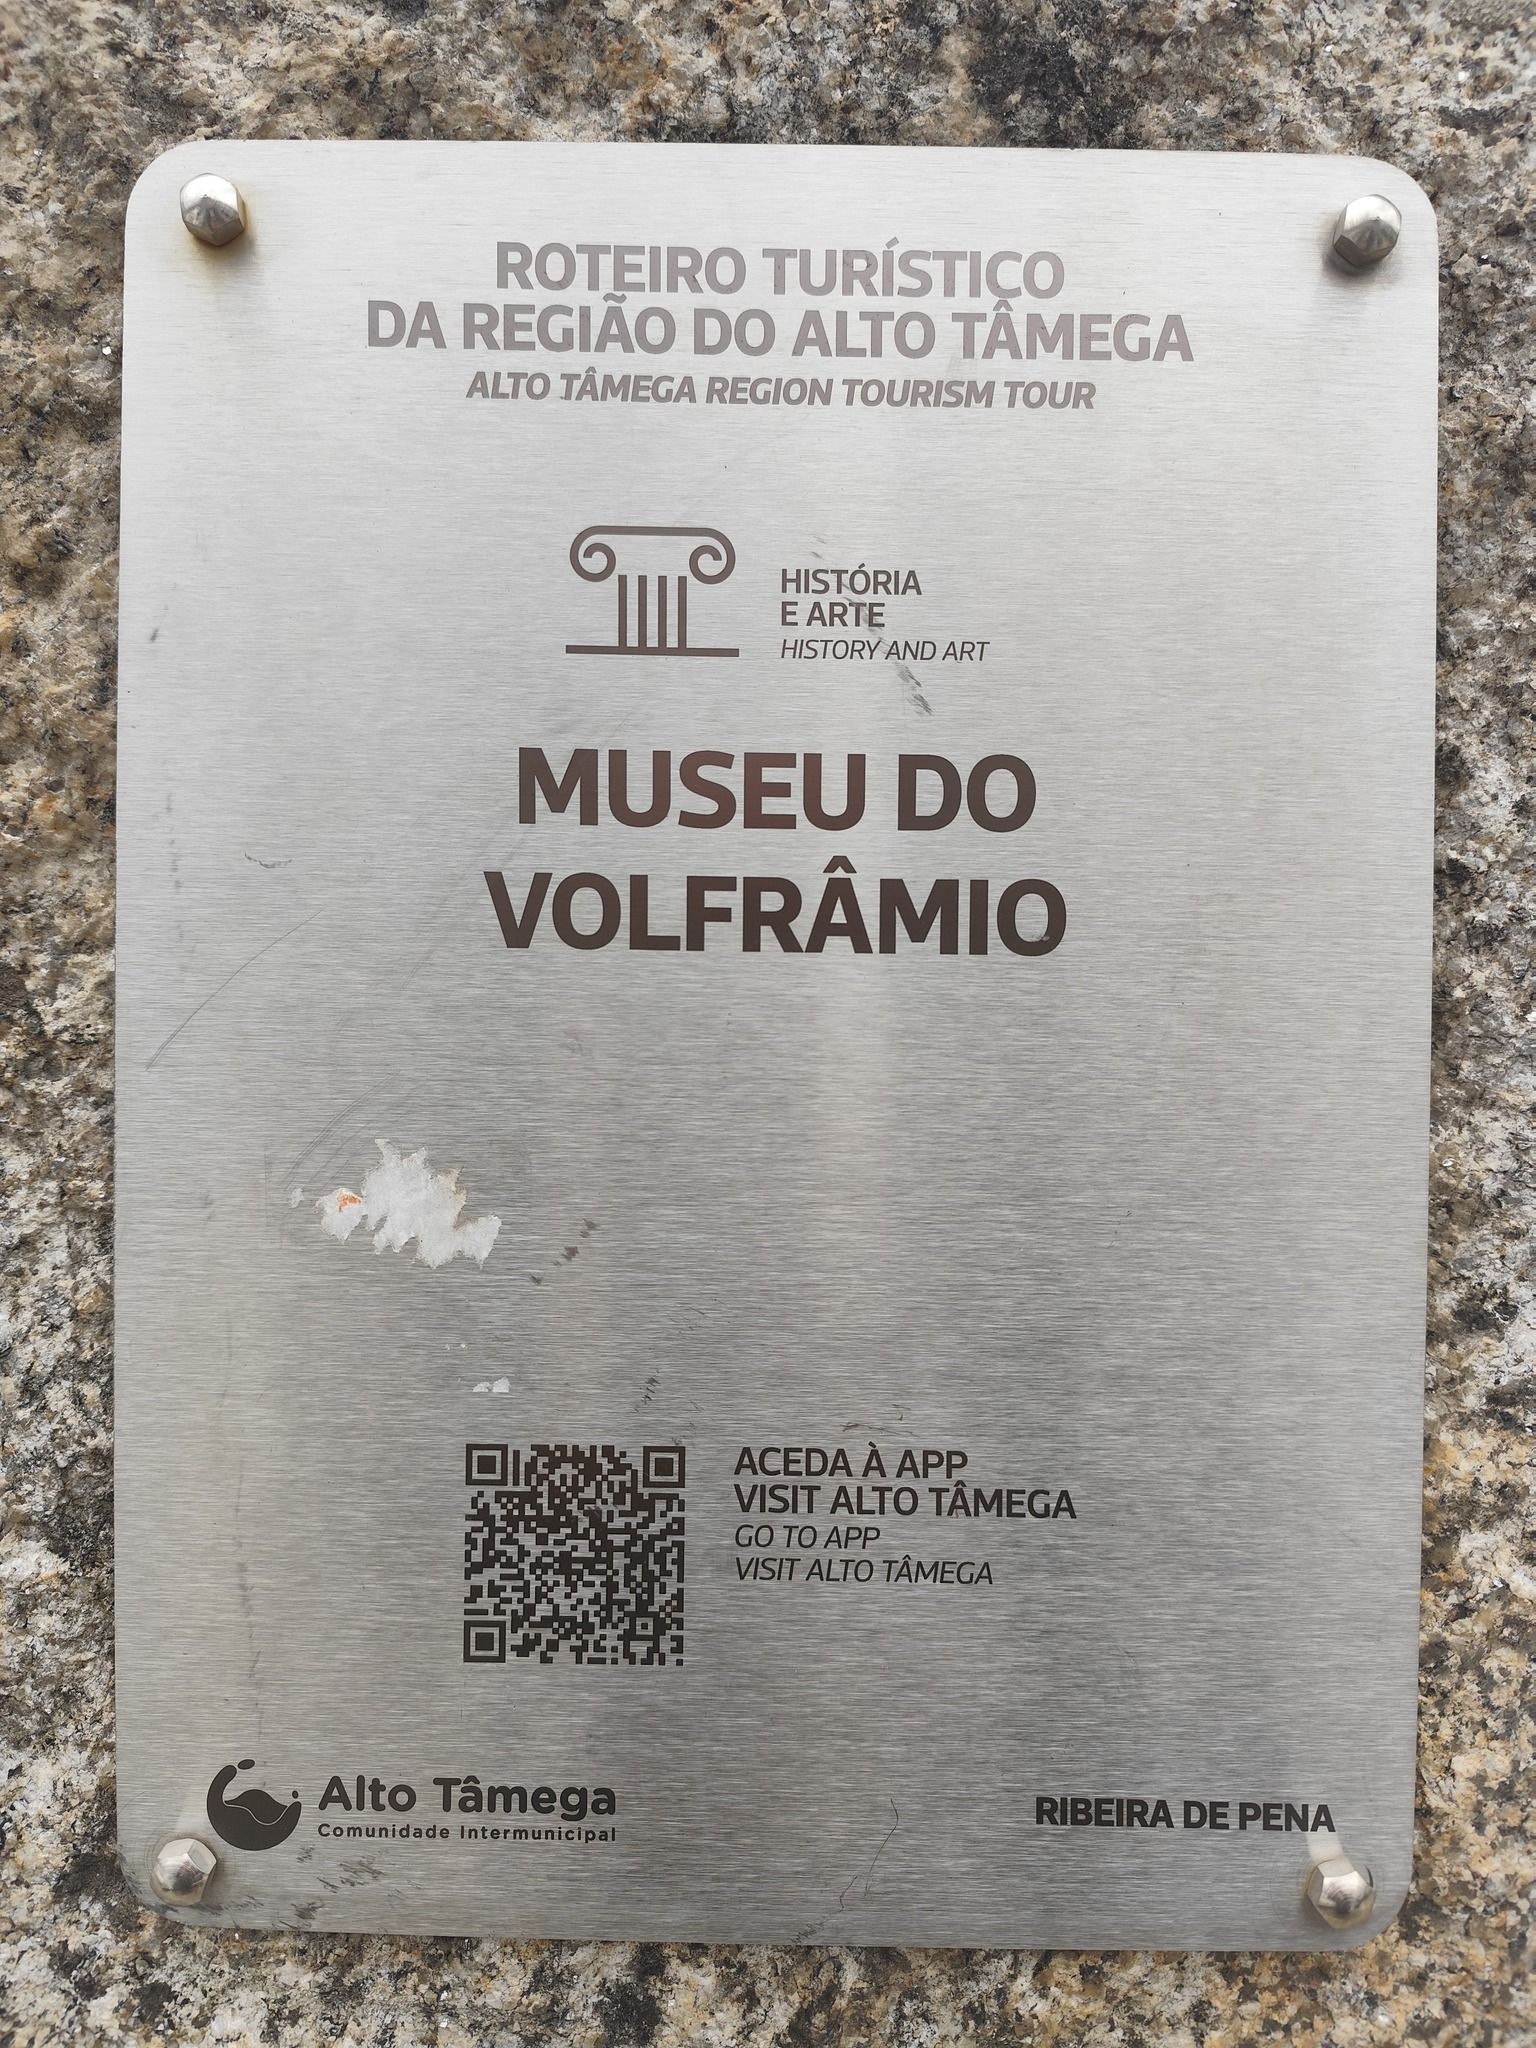 ROTEIRO TURÍSTICO
DA REGIÃO DO ALTO TÂMEGA
ALTO TÂMEGA REGION TOURISM TOUR
HISTÓRIA
E ARTE
HISTORY AND ART
MUSEU DO
VOLFRÂMIO
ACEDA À APP
VISIT ALTO TÂMEGA
GO TO APP
VISIT ALTO TÂMEGA
Alto Tâmega
Comunidade Intermunicipal
RIBEIRA DE PENA